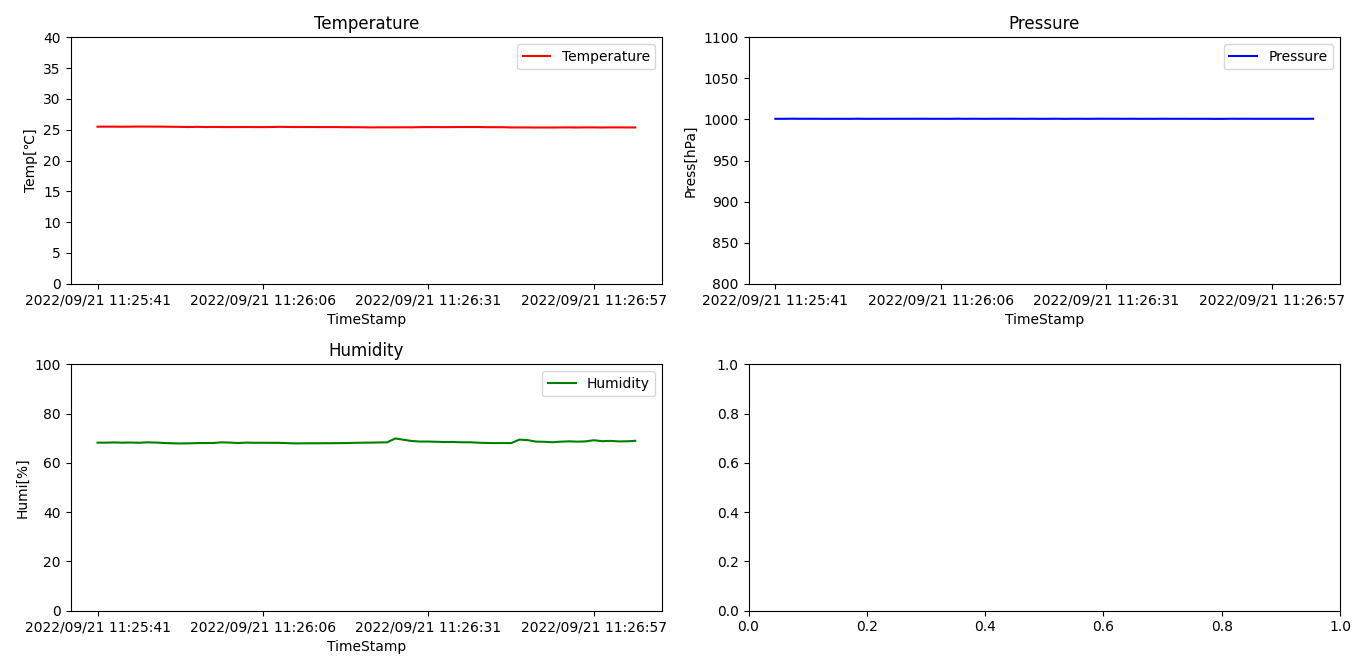 Temperature
40
35
30
25
20
15
10
5
0
Temp[℃]
Temperature
2022/09/21 11:25:41 2022/09/21 11:26:06 2022/09/21 11:26:31 2022/09/21 11:26:57
TimeStamp
Pressure
1100
1050
1000
950
900
850
800
Press[hPa]
Pressure
2022/09/21 11:25:41 2022/09/21 11:26:06 2022/09/21 11:26:31 2022/09/21 11:26:57
TimeStamp
Humidity
100
80
60
40
20
0
Humi[%]
Humidity
2022/09/21 11:25:41 2022/09/21 11:26:06 2022/09/21 11:26:31 2022/09/21 11:26:57
TimeStamp
1.0
0.8
0.6
0.4
0.2
0.0
0.0 0.2 0.4 0.6 0.8 1.0